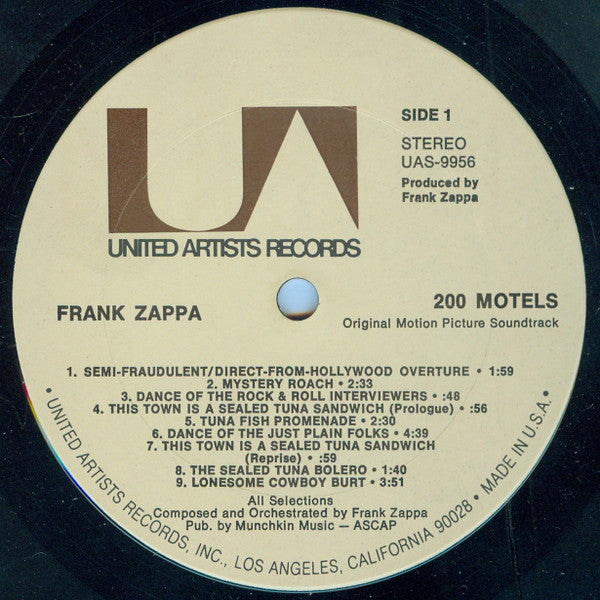 UA
UNITED ARTISTS RECORDS
SIDE 1
STEREO
UAS-9956
Produced by
Frank Zappa
FRANK ZAPPA
200 MOTELS
Original Motion Picture Soundtrack
1. SEMI-FRAUDULENT/DIRECT-FROM-HOLLYWOOD OVERTURE • 1:59
2. MYSTERY ROACH • 2:33
3. DANCE OF THE ROCK & ROLL INTERVIEWERS • :48
4. THIS TOWN IS A SEALED TUNA SANDWICH (Prologue) • :56
5. TUNA FISH PROMENADE • 2:30
6. DANCE OF THE JUST PLAIN FOLKS • 4:39
7. THIS TOWN IS A SEALED TUNA SANDWICH
(Reprise) • :59
8. THE SEALED TUNA BOLERO • 1:40
9. LONESOME COWBOY BURT • 3:51
All Selections
Composed and Orchestrated by Frank Zappa
Pub. by Munchkin Music — ASCAP
• UNITED ARTISTS RECORDS, INC., LOS ANGELES, CALIFORNIA 90028 • MADE IN U.S.A. •